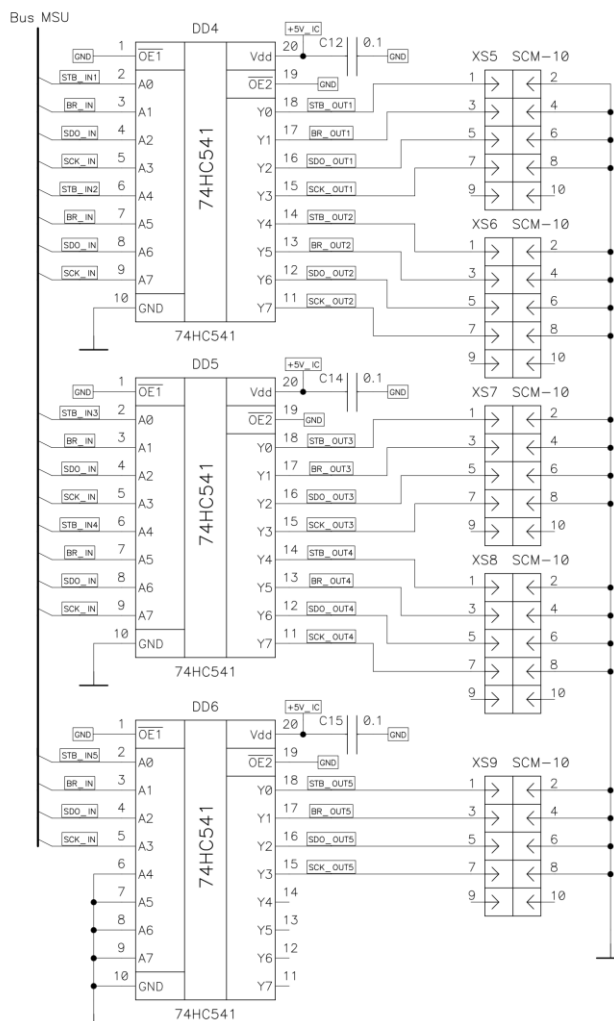 Bus MSU
DD4
+5V_IC
C12 0.1
GND 1 OE1 Vdd 20 GND
XS5 SCM-10
STB_IN1 2 A0 OE2 19 GND
BR_IN 3 A1 Y0 18 STB_OUT1 1 2
SDO_IN 4 A2 Y1 17 BR_OUT1 3 4
SCK_IN 5 A3 Y2 16 SDO_OUT1 5 6
STB_IN2 6 A4 Y3 15 SCK_OUT1 7 8
BR_IN 7 A5 Y4 14 STB_OUT2 9 10
SDO_IN 8 A6 Y5 13 BR_OUT2
SCK_IN 9 A7 Y6 12 SDO_OUT2
10 GND Y7 11 SCK_OUT2
74HC541
74HC541
XS6 SCM-10
1 2
3 4
5 6
7 8
9 10
DD5
+5V_IC
C14 0.1
GND 1 OE1 Vdd 20 GND
XS7 SCM-10
STB_IN3 2 A0 OE2 19 GND
BR_IN 3 A1 Y0 18 STB_OUT3 1 2
SDO_IN 4 A2 Y1 17 BR_OUT3 3 4
SCK_IN 5 A3 Y2 16 SDO_OUT3 5 6
STB_IN4 6 A4 Y3 15 SCK_OUT3 7 8
BR_IN 7 A5 Y4 14 STB_OUT4 9 10
SDO_IN 8 A6 Y5 13 BR_OUT4
SCK_IN 9 A7 Y6 12 SDO_OUT4
10 GND Y7 11 SCK_OUT4
74HC541
74HC541
XS8 SCM-10
1 2
3 4
5 6
7 8
9 10
DD6
+5V_IC
C15 0.1
GND 1 OE1 Vdd 20 GND
XS9 SCM-10
STB_IN5 2 A0 OE2 19 GND
BR_IN 3 A1 Y0 18 STB_OUT5 1 2
SDO_IN 4 A2 Y1 17 BR_OUT5 3 4
SCK_IN 5 A3 Y2 16 SDO_OUT5 5 6
6 A4 Y3 15 SCK_OUT5 7 8
7 A5 Y4 14 9 10
8 A6 Y5 13
9 A7 Y6 12
10 GND Y7 11
74HC541
74HC541